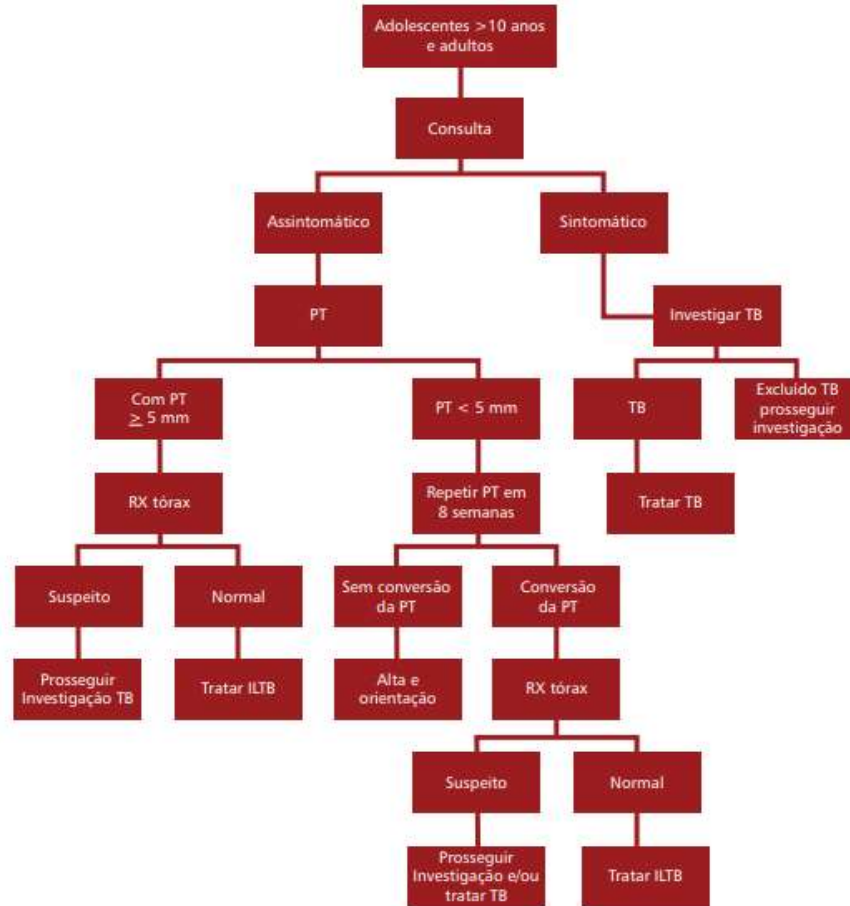 Adolescentes >10 anos
e adultos
Consulta
Assintomático
Sintomático
PT
Investigar TB
Com PT
≥ 5 mm
PT < 5 mm
TB
Excluído TB
prosseguir
investigação
RX tórax
Repetir PT em
8 semanas
Tratar TB
Suspeito
Normal
Sem conversão
da PT
Conversão
da PT
Prosseguir
Investigação TB
Tratar ILTB
Alta e
orientação
RX tórax
Suspeito
Normal
Prosseguir
Investigação e/ou
tratar TB
Tratar ILTB